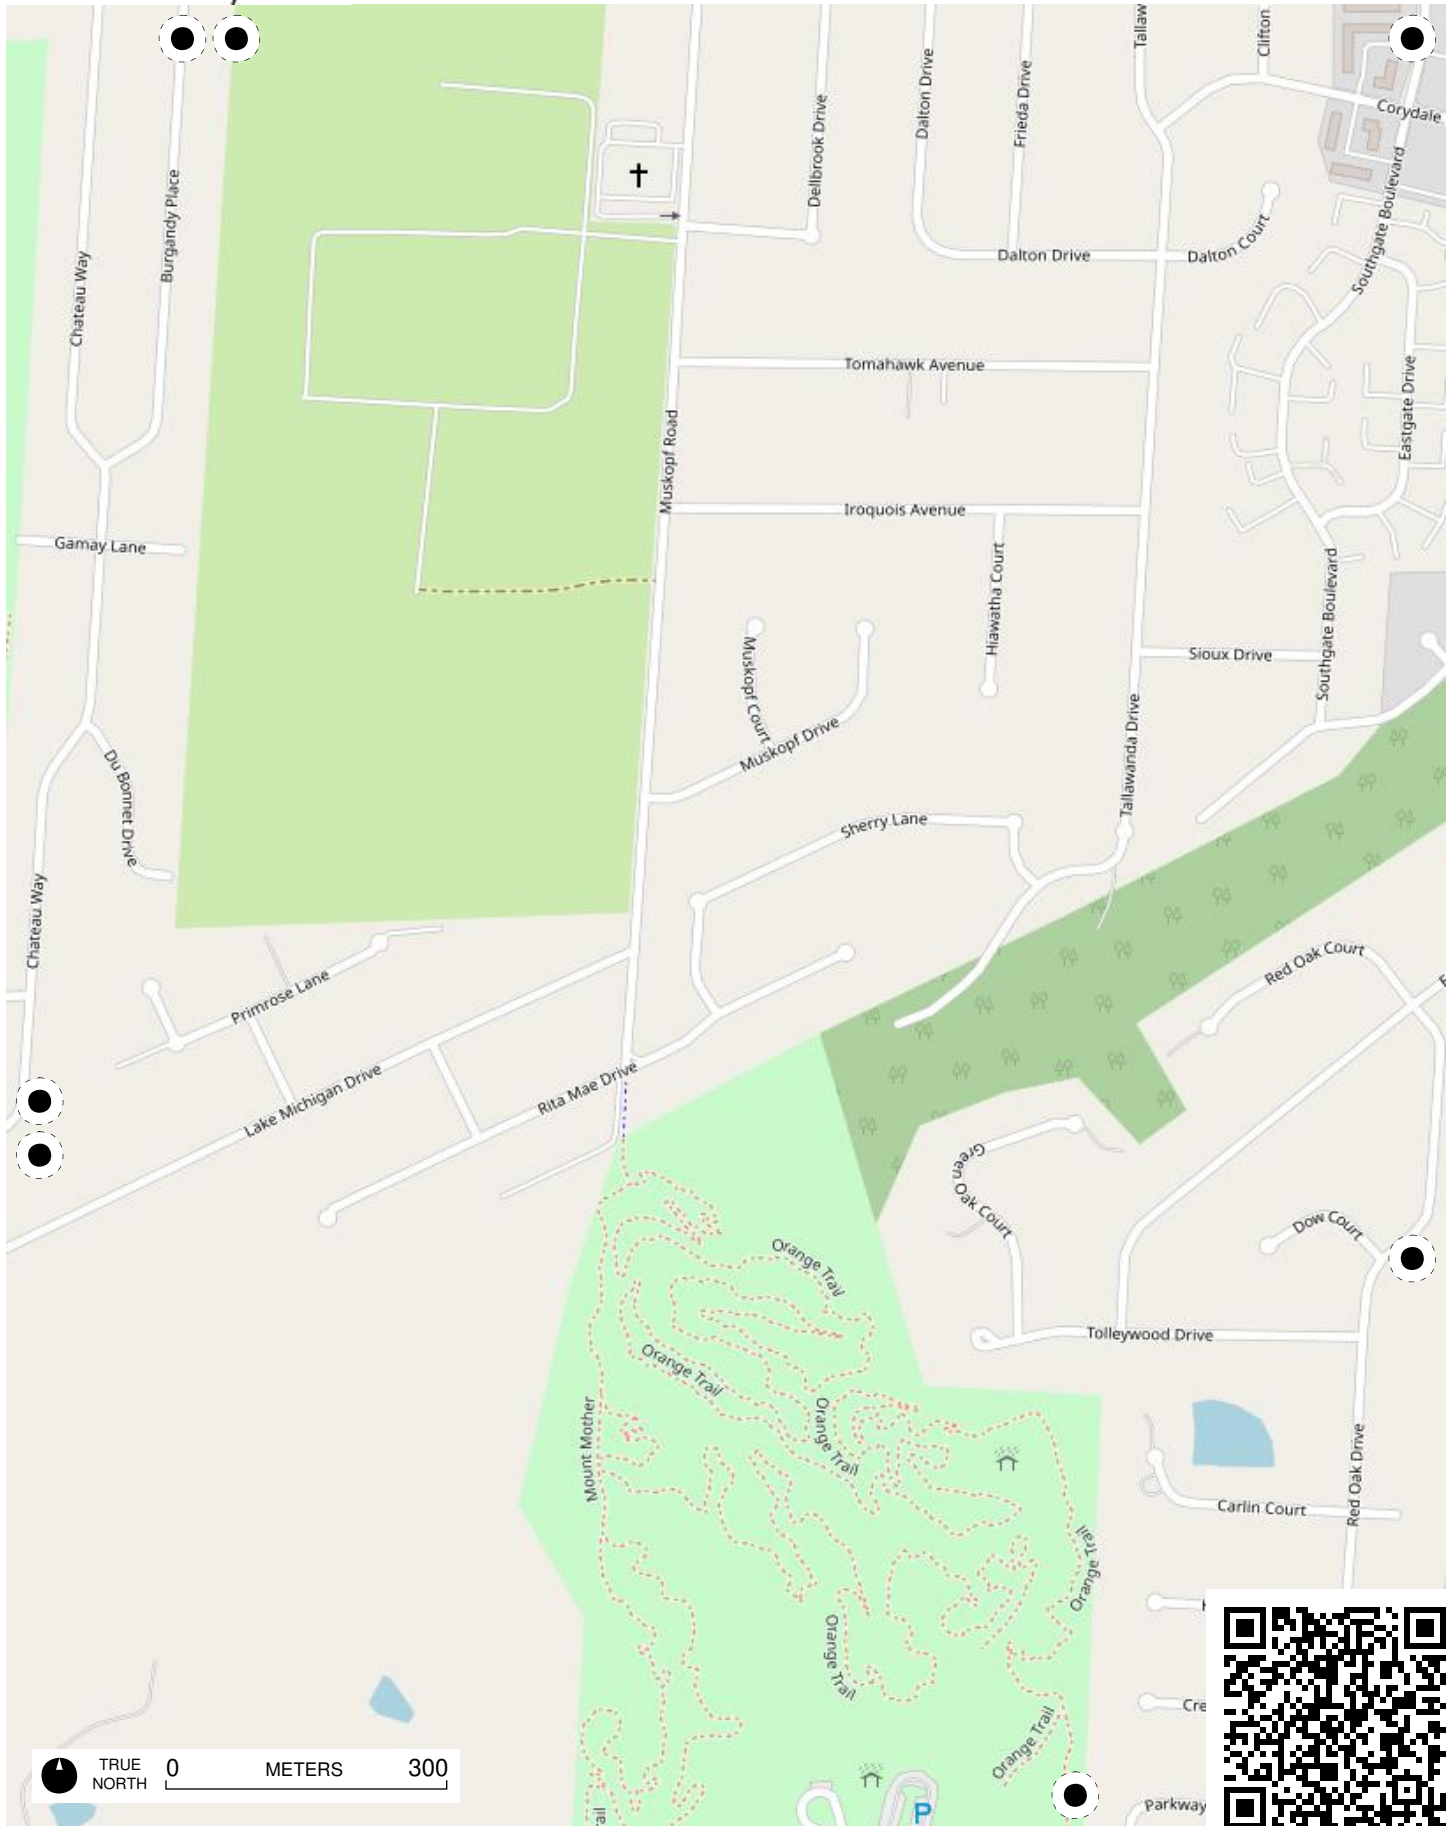 Tallaw
Clifton
Corydale
Dalton Drive
Frieda Drive
Dellbrook Drive
Burgandy Place
Chateau Way
Southgate Boulevard
Dalton Drive
Dalton Court
Tomahawk Avenue
Eastgate Drive
Muskopf Road
Iroquois Avenue
Gamay Lane
Hiawatha Court
Southgate Boulevard
Sioux Drive
Muskopf Court
Muskopf Drive
Tallawanda Drive
Du Bonnet Drive
Sherry Lane
Chateau Way
Red Oak Court
Primrose Lane
Lake Michigan Drive
Rita Mae Drive
Green Oak Court
Dow Court
Orange Trail
Tolleywood Drive
Orange Trail
Mount Mother
Orange Trail
Red Oak Drive
Carlin Court
Orange Trail
Orange Trail
Cre
Orange Trail
TRUE
NORTH
0 METERS 300
P
Parkway
ail